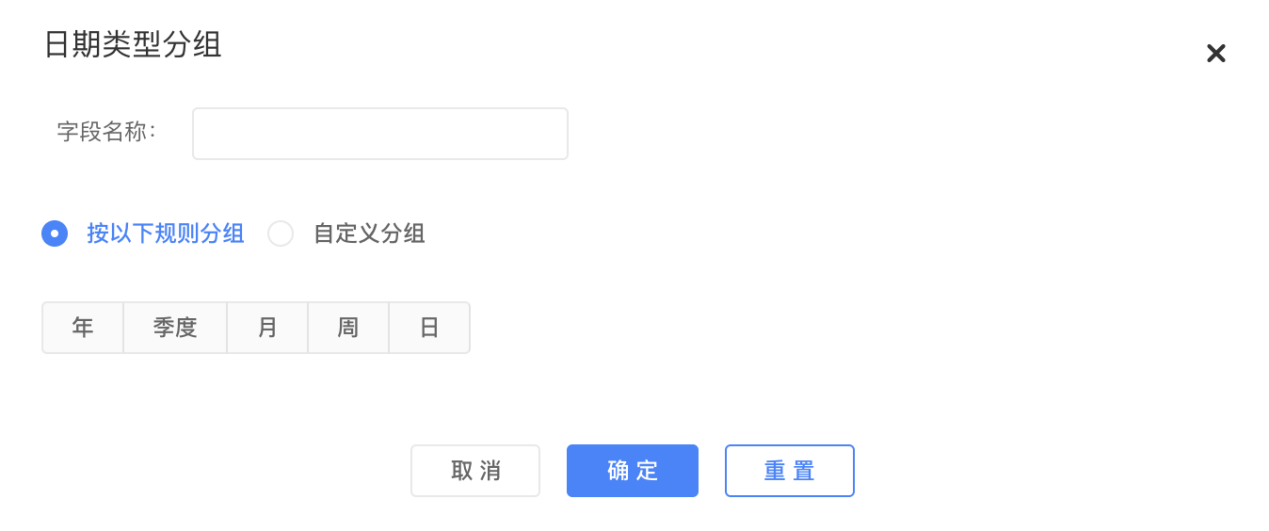 日期类型分组
字段名称:
按以下规则分组 自定义分组
年 季度 月 周 日
取消 确定 重置